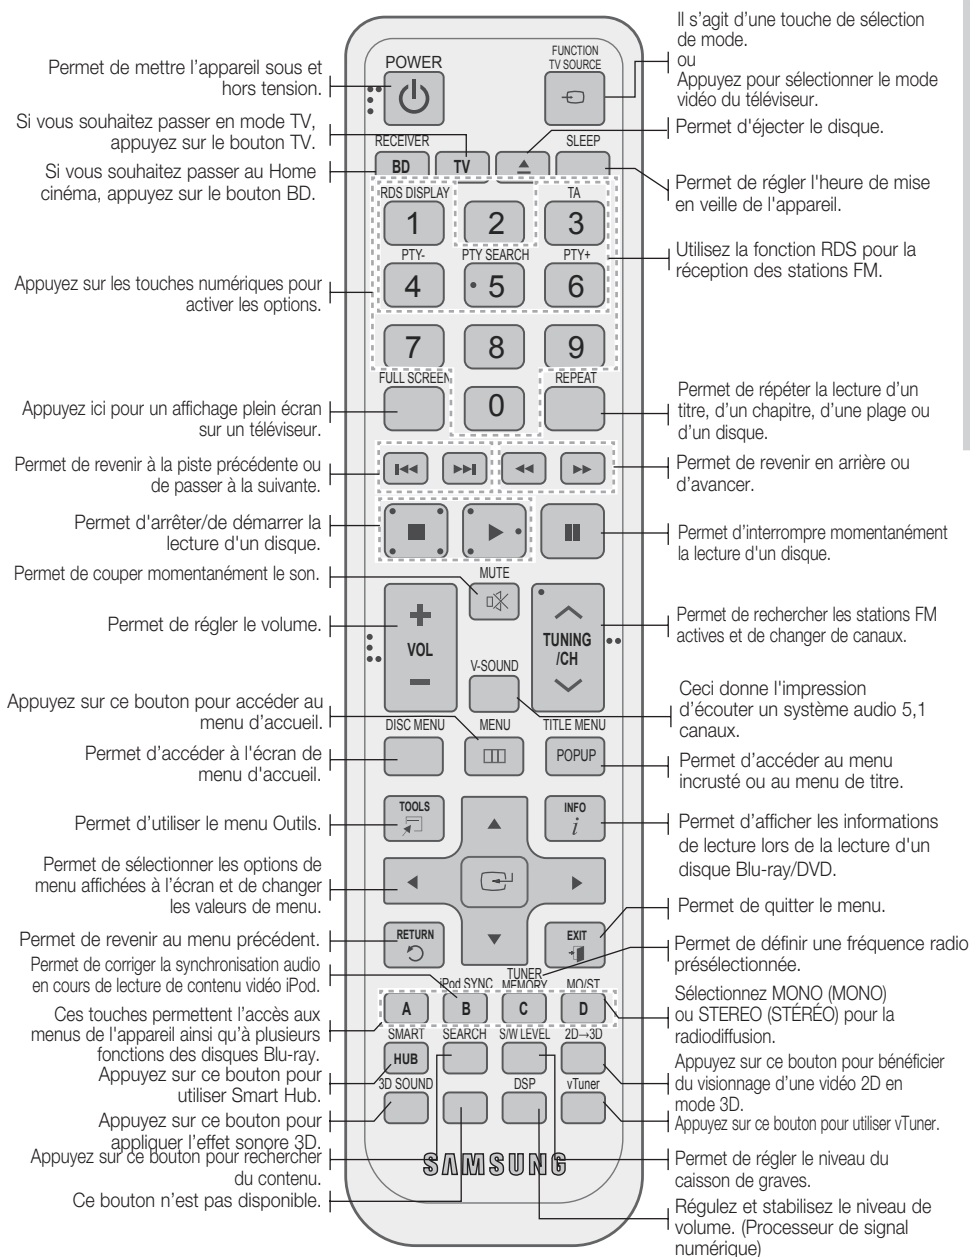 Permet de mettre l'appareil sous et
hors tension.
Si vous souhaitez passer en mode TV,
appuyez sur le bouton TV.
Si vous souhaitez passer au Home
cinéma, appuyez sur le bouton BD.
Appuyez sur les touches numériques pour
activer les options.
Appuyez ici pour un affichage plein écran
sur un téléviseur.
Permet de revenir à la piste précédente ou
de passer à la suivante.
Permet d'arrêter/de démarrer la
lecture d'un disque.
Permet de couper momentanément le son.
Permet de régler le volume.
Appuyez sur ce bouton pour accéder au
menu d'accueil.
Permet d'accéder à l'écran de
menu d'accueil.
Permet d'utiliser le menu Outils.
Permet de sélectionner les options de
menu affichées à l'écran et de changer
les valeurs de menu.
Permet de revenir au menu précédent.
Permet de corriger la synchronisation audio
en cours de lecture de contenu vidéo iPod.
Ces touches permettent l'accès aux
menus de l'appareil ainsi qu'à plusieurs
fonctions des disques Blu-ray.
Appuyez sur ce bouton pour
utiliser Smart Hub.
Appuyez sur ce bouton pour
appliquer l'effet sonore 3D.
Appuyez sur ce bouton pour rechercher
du contenu.
Ce bouton n'est pas disponible.
POWER
FUNCTION
TV SOURCE
RECEIVER
SLEEP
BD
TV
RDS DISPLAY
TA
1
2
3
PTY-
PTY SEARCH
PTY+
4
5
6
7
8
9
FULL SCREEN
REPEAT
0
MUTE
VOL
TUNING
/CH
V-SOUND
DISC MENU
MENU
TITLE MENU
POPUP
TOOLS
INFO
i
RETURN
EXIT
iPod SYNC
TUNER
MEMORY
MO/ST
A
B
C
D
SMART
SEARCH
S/W LEVEL
2D→3D
HUB
3D SOUND
DSP
vTuner
SAMSUNG
Il s'agit d'une touche de sélection
de mode.
ou
Appuyez pour sélectionner le mode
vidéo du téléviseur.
Permet d'éjecter le disque.
Permet de régler l'heure de mise
en veille de l'appareil.
Utilisez la fonction RDS pour la
réception des stations FM.
Permet de répéter la lecture d'un
titre, d'un chapitre, d'une plage ou
d'un disque.
Permet de revenir en arrière ou
d'avancer.
Permet d'interrompre momentanément
la lecture d'un disque.
Permet de rechercher les stations FM
actives et de changer de canaux.
Ceci donne l'impression
d'écouter un système audio 5,1
canaux.
Permet d'accéder au menu
incrusté ou au menu de titre.
Permet d'afficher les informations
de lecture lors de la lecture d'un
disque Blu-ray/DVD.
Permet de quitter le menu.
Permet de définir une fréquence radio
présélectionnée.
Sélectionnez MONO (MONO)
ou STEREO (STÉRÉO) pour la
radiodiffusion.
Appuyez sur ce bouton pour bénéficier
du visionnage d'une vidéo 2D en
mode 3D.
Appuyez sur ce bouton pour utiliser vTuner.
Permet de régler le niveau du
caisson de graves.
Régulez et stabilisez le niveau de
volume. (Processeur de signal
numérique)